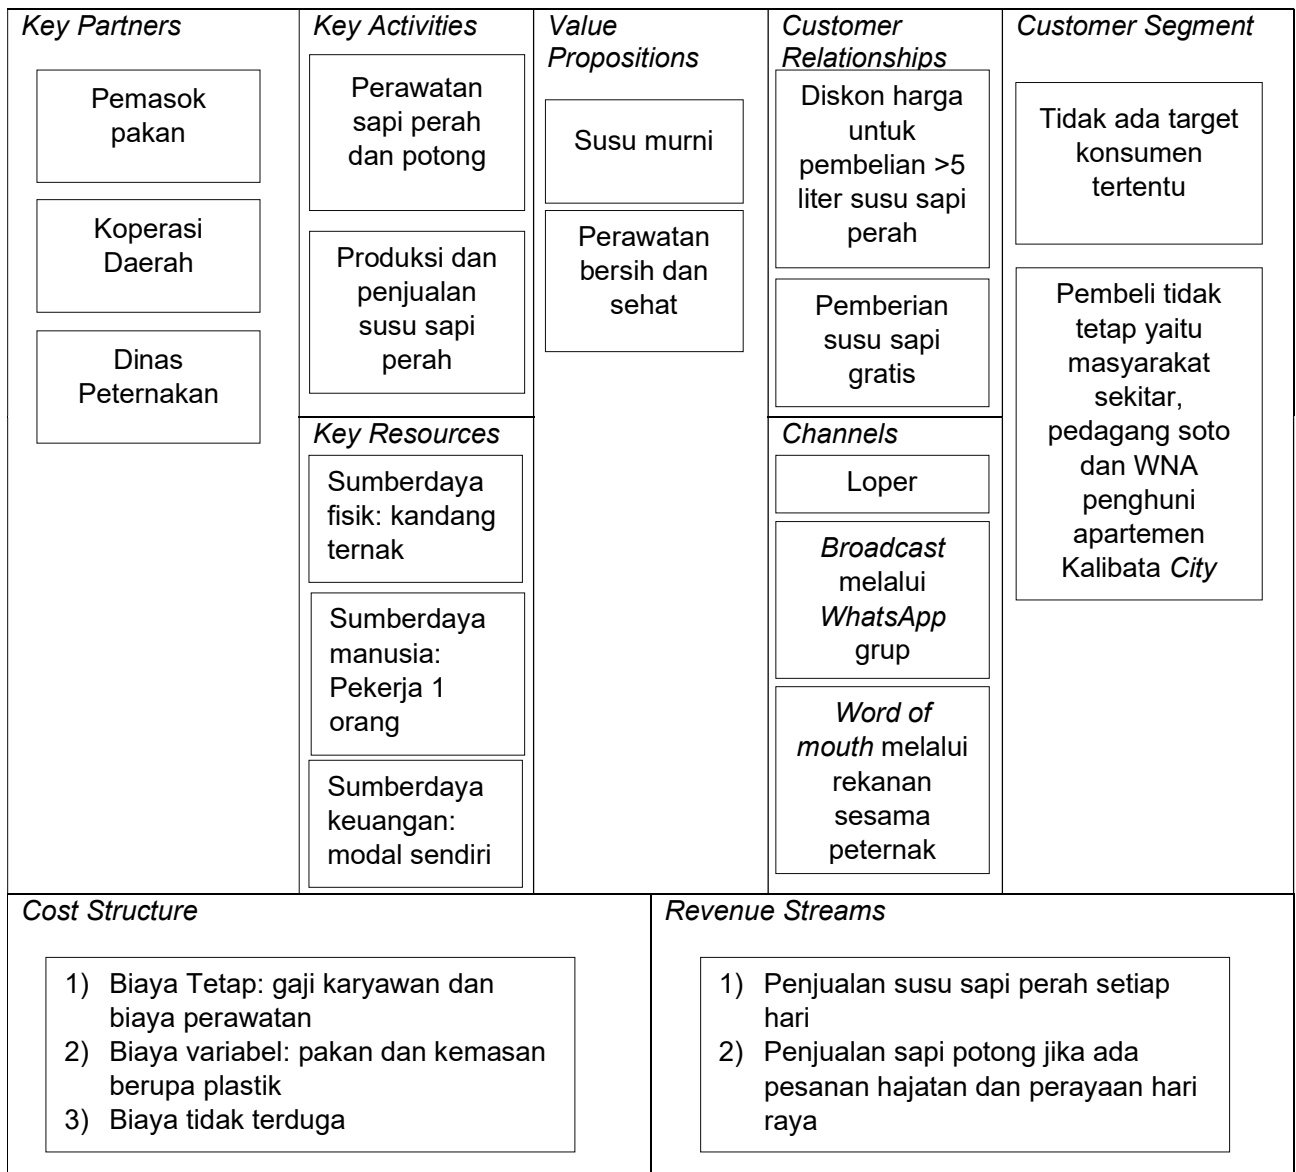 Key Partners
Pemasok
pakan
Koperasi
Daerah
Dinas
Peternakan
Key Activities
Perawatan
sapi perah
dan potong
Produksi dan
penjualan
susu sapi
perah
Key Resources
Sumberdaya
fisik: kandang
ternak
Sumberdaya
manusia:
Pekerja 1
orang
Sumberdaya
keuangan:
modal sendiri
Value
Propositions
Susu murni
Perawatan
bersih dan
sehat
Customer
Relationships
Diskon harga
untuk
pembelian >5
liter susu sapi
perah
Pemberian
susu sapi
gratis
Channels
Loper
Broadcast
melalui
WhatsApp
grup
Word of
mouth melalui
rekanan
sesama
peternak
Customer Segment
Tidak ada target
konsumen
tertentu
Pembeli tidak
tetap yaitu
masyarakat
sekitar,
pedagang soto
dan WNA
penghuni
apartemen
Kalibata City
Cost Structure
1) Biaya Tetap: gaji karyawan dan
biaya perawatan
2) Biaya variabel: pakan dan kemasan
berupa plastik
3) Biaya tidak terduga
Revenue Streams
1) Penjualan susu sapi perah setiap
hari
2) Penjualan sapi potong jika ada
pesanan hajatan dan perayaan hari
raya